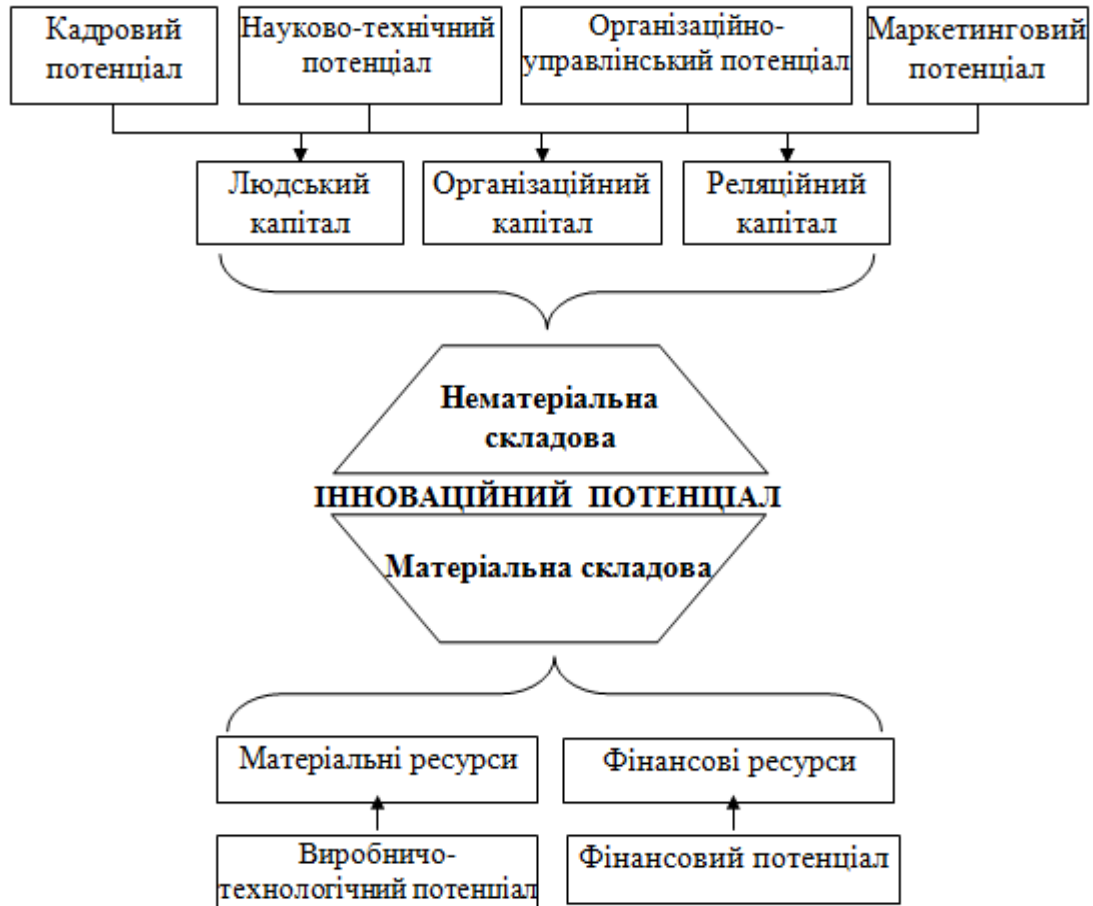 Кадровий
потенціал
Науково-технічний
потенціал
Організаційно-
управлінський потенціал
Маркетинговий
потенціал
Людський
капітал
Організаційний
капітал
Реляційний
капітал
Нематеріальна
складова
ІННОВАЦІЙНИЙ ПОТЕНЦІАЛ
Матеріальна складова
Матеріальні ресурси
Фінансові ресурси
Виробничо-
технологічний потенціал
Фінансовий потенціал